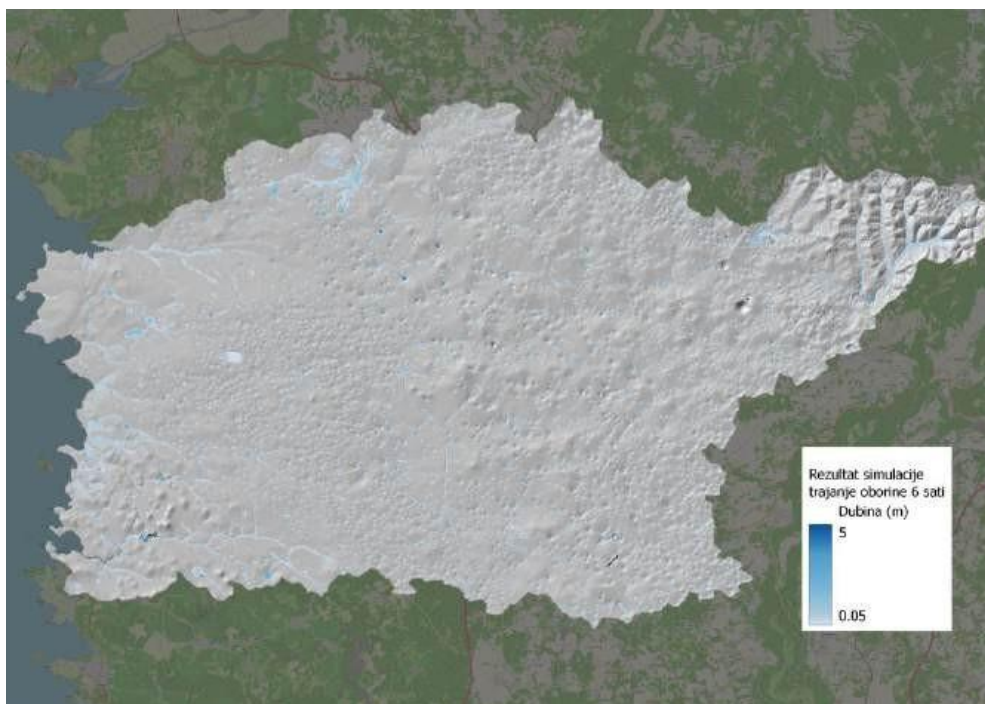 Rezultat simulacije
trajanje oborine 6 sati
Dubina (m)
5
0.05